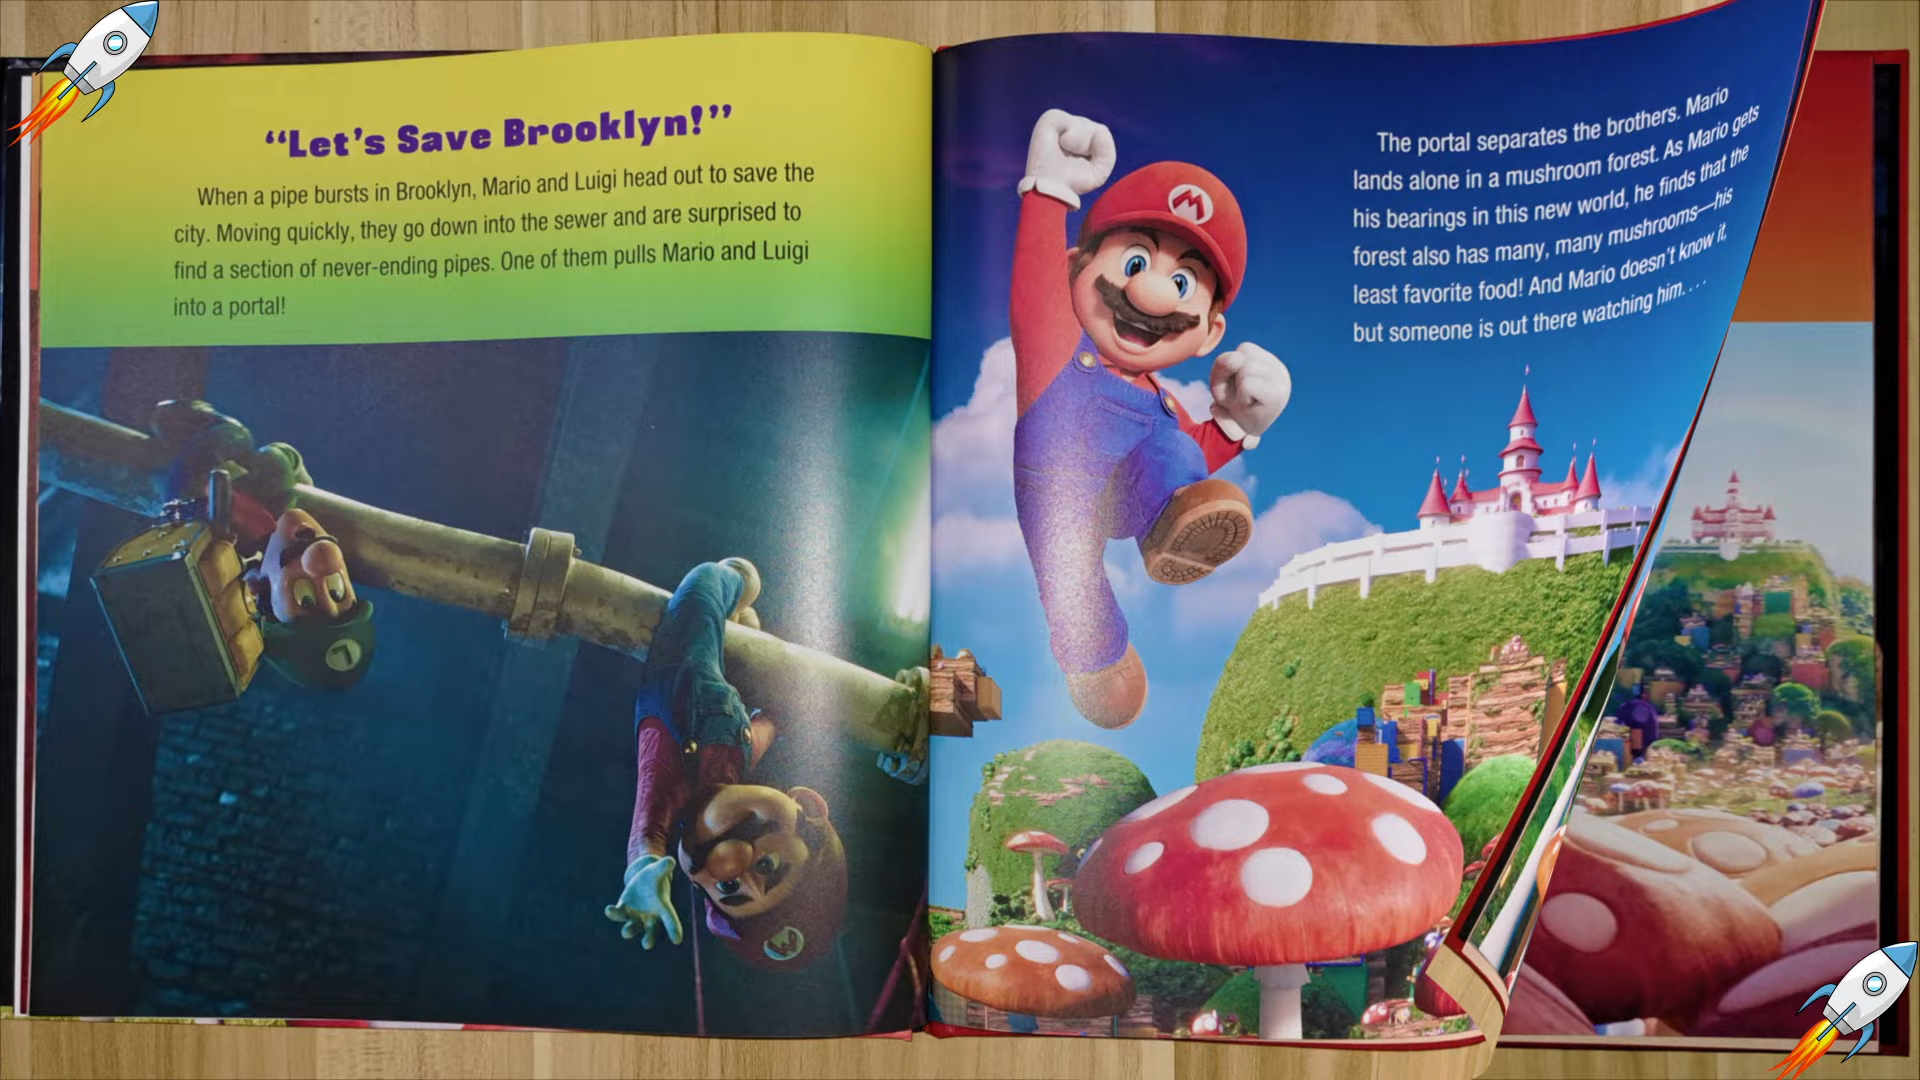 “Let’s Save Brooklyn!”
When a pipe bursts in Brooklyn, Mario and Luigi head out to save the
city. Moving quickly, they go down into the sewer and are surprised to
find a section of never-ending pipes. One of them pulls Mario and Luigi
into a portal!
The portal separates the brothers. Mario
lands alone in a mushroom forest. As Mario gets
his bearings in this new world, he finds that the
forest also has many, many mushrooms—his
least favorite food! And Mario doesn’t know it,
but someone is out there watching him. . . .
M
L
M